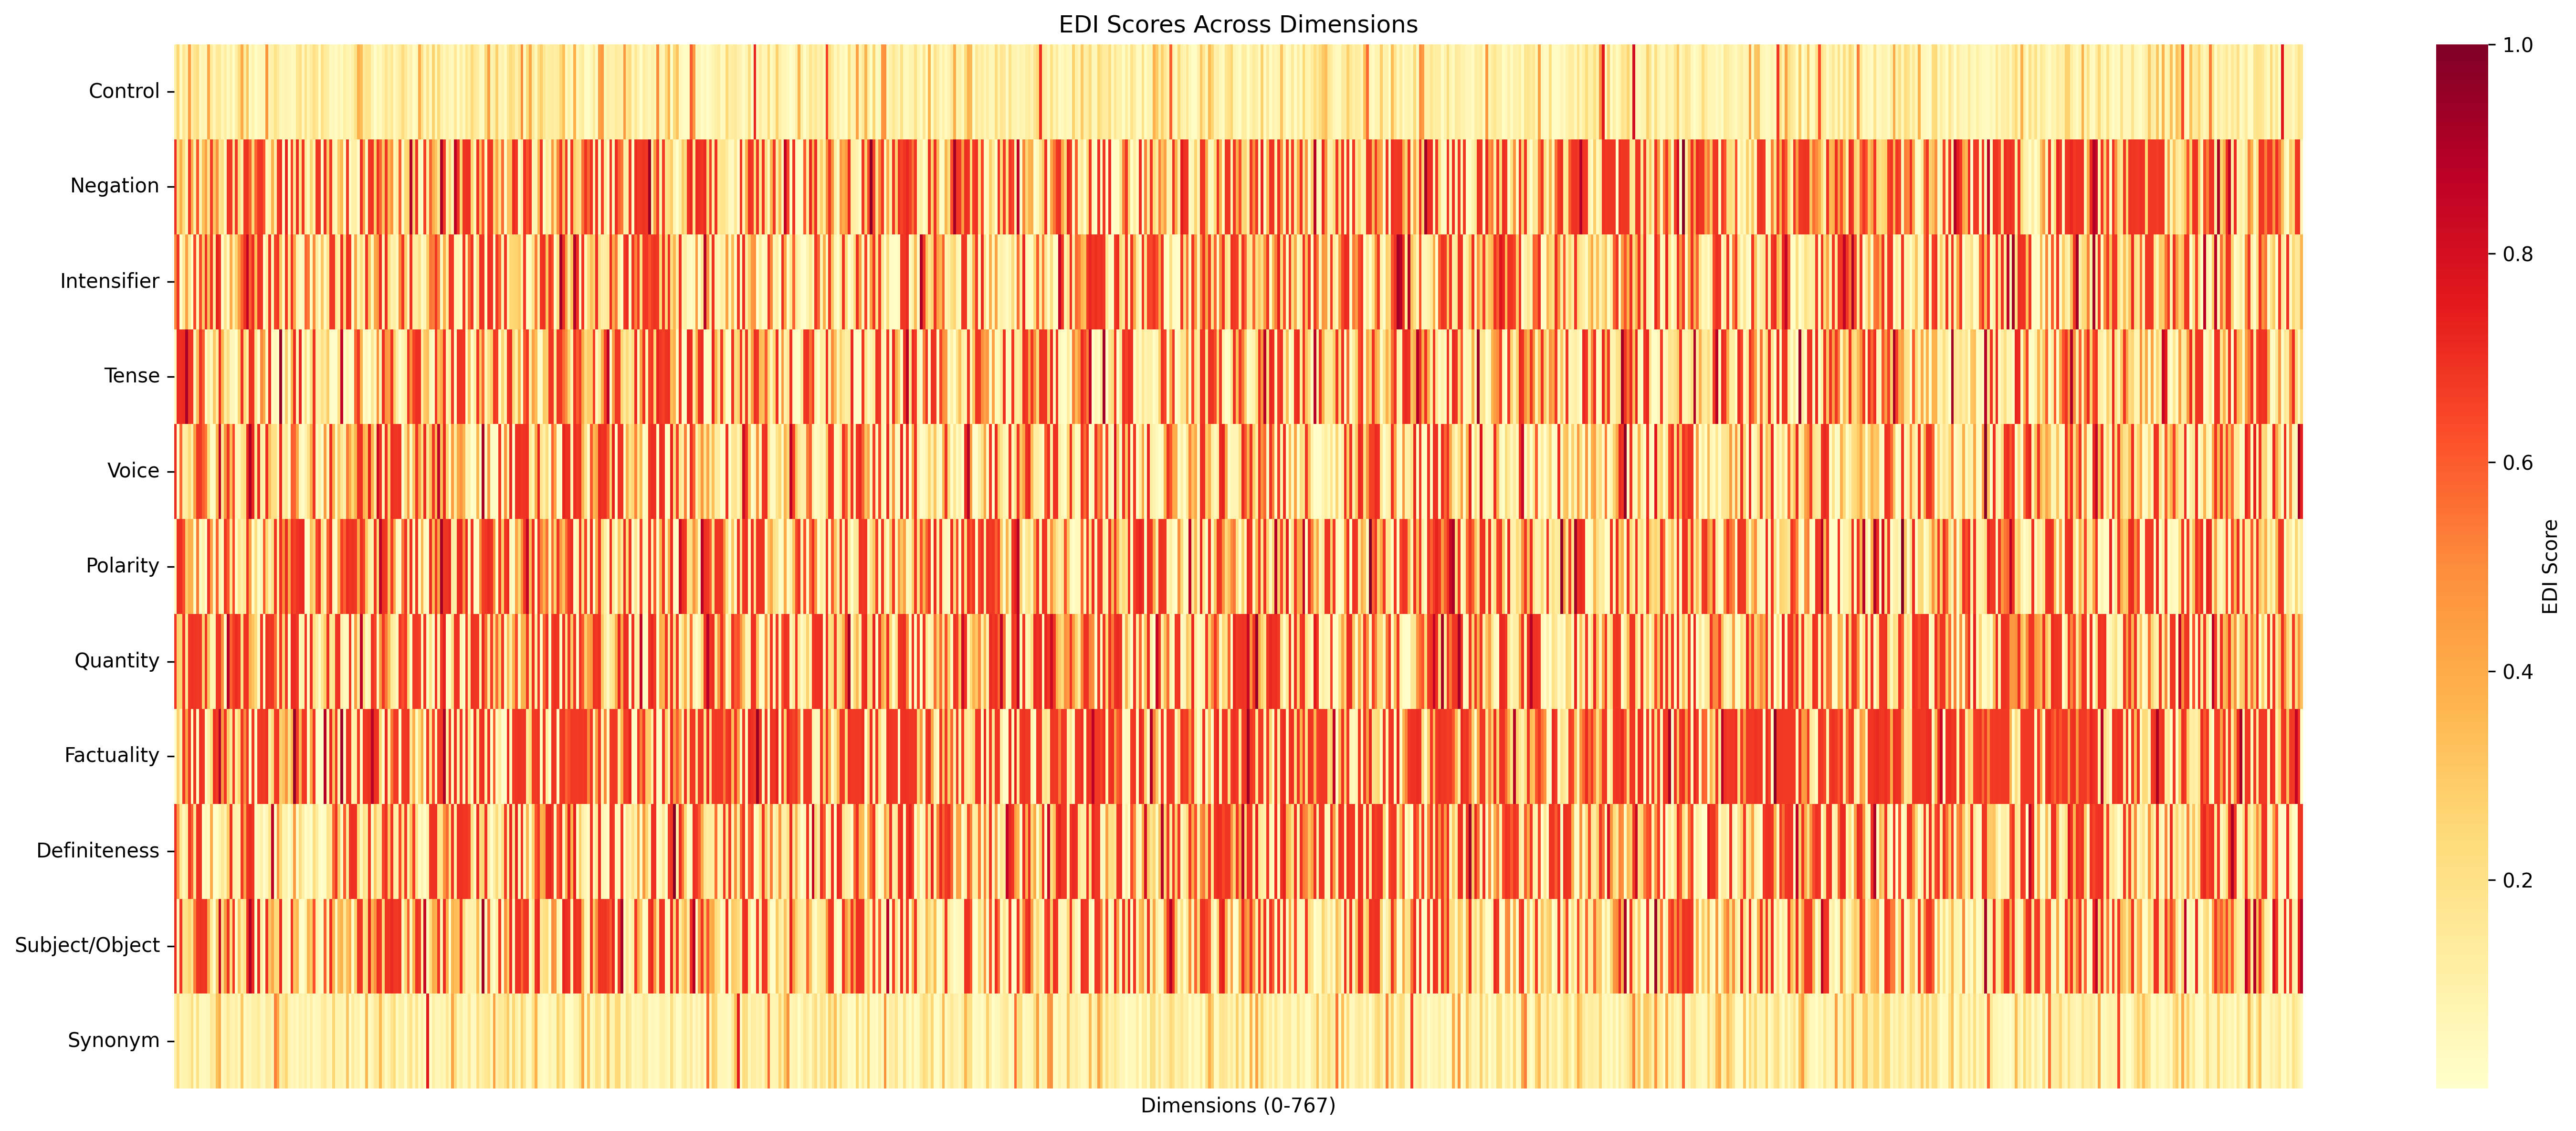 EDI Scores Across Dimensions
Control
Negation
Intensifier
Tense
Voice
Polarity
Quantity
Factuality
Definiteness
Subject/Object
Synonym
Dimensions (0-767)
1.0
0.8
0.6
0.4
0.2
EDI Score